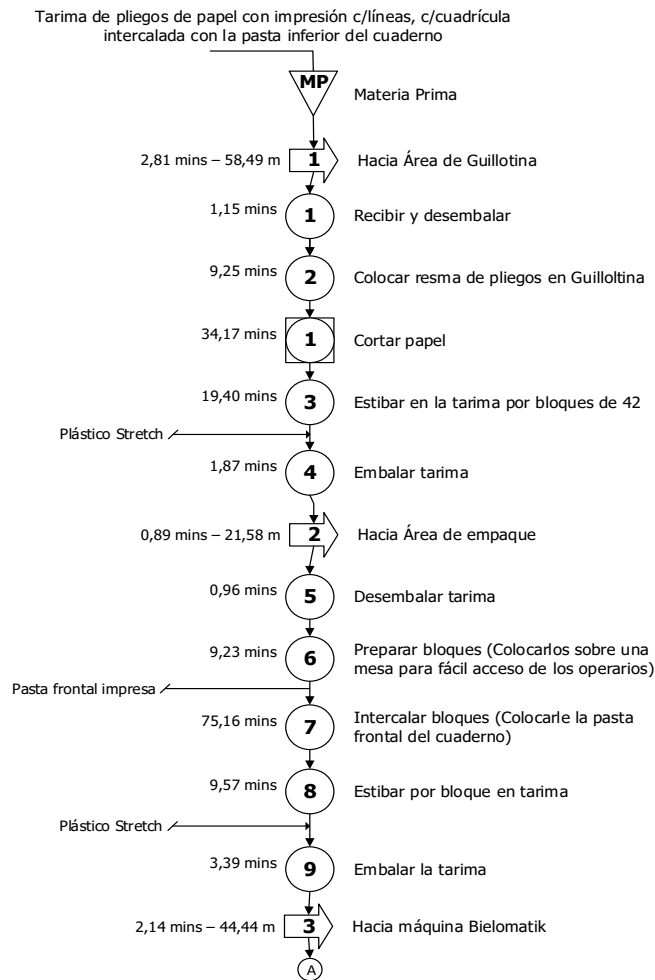 Tarima de pliegos de papel con impresión c/líneas, c/cuadrícula
intercalada con la pasta inferior del cuaderno
MP
Materia Prima
2,81 mins – 58,49 m
1
Hacia Área de Guillotina
1,15 mins
1
Recibir y desembalar
9,25 mins
2
Colocar resma de pliegos en Guilloltina
34,17 mins
1
Cortar papel
19,40 mins
3
Estibar en la tarima por bloques de 42
Plástico Stretch
1,87 mins
4
Embalar tarima
0,89 mins – 21,58 m
2
Hacia Área de empaque
0,96 mins
5
Desembalar tarima
9,23 mins
6
Preparar bloques (Colocarlos sobre una
mesa para fácil acceso de los operarios)
Pasta frontal impresa
75,16 mins
7
Intercalar bloques (Colocarle la pasta
frontal del cuaderno)
9,57 mins
8
Estibar por bloque en tarima
Plástico Stretch
3,39 mins
9
Embalar la tarima
2,14 mins – 44,44 m
3
Hacia máquina Bielomatik
A